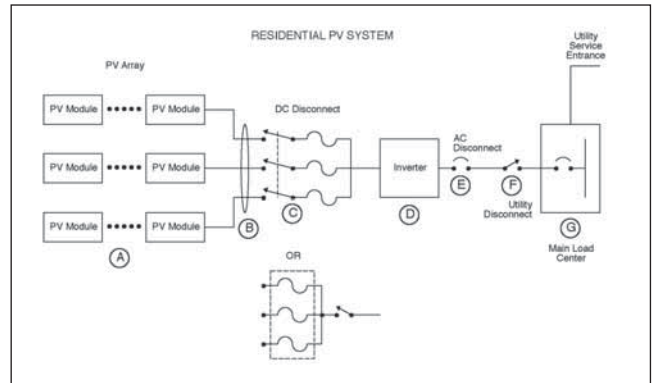 RESIDENTIAL PV SYSTEM
Utility
Service
Entrance
PV Array
DC Disconnect
PV Module
PV Module
AC
Disconnect
PV Module
PV Module
Inverter
E
F
B
C
D
Utility
Disconnect
G
PV Module
PV Module
Main Load
Center
A
OR